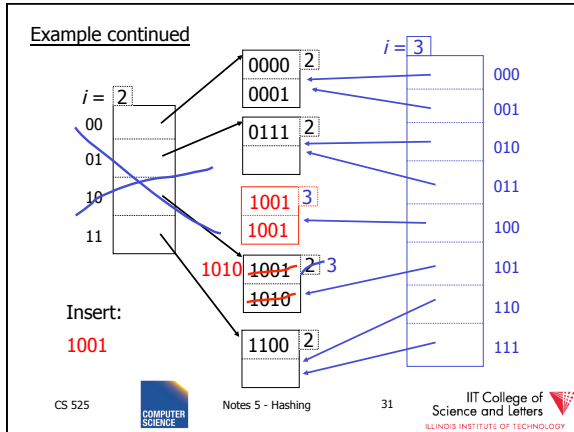 Example continued
i = 2
00
01
10
11
0000 2
0001
0111 2
1001 3
1001
1010 1001 2 3
1010
1100 2
i = 3
000
001
010
011
100
101
110
111
Insert:
1001
CS 525
COMPUTER
SCIENCE
Notes 5 - Hashing
31
IIT College of
Science and Letters
ILLINOIS INSTITUTE OF TECHNOLOGY